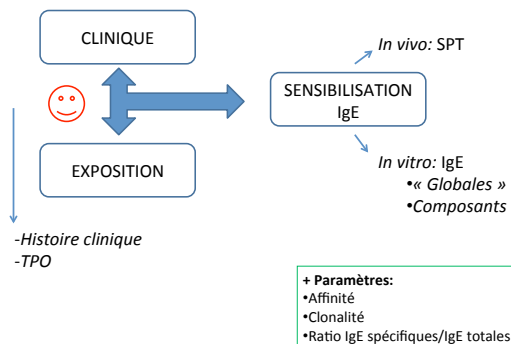 CLINIQUE
EXPOSITION
-Histoire clinique
-TPO
In vivo: SPT
SENSIBILISATION
IgE
In vitro: IgE
•« Globales »
•Composants
+ Paramètres:
•Affinité
•Clonalité
•Ratio IgE spécifiques/IgE totales